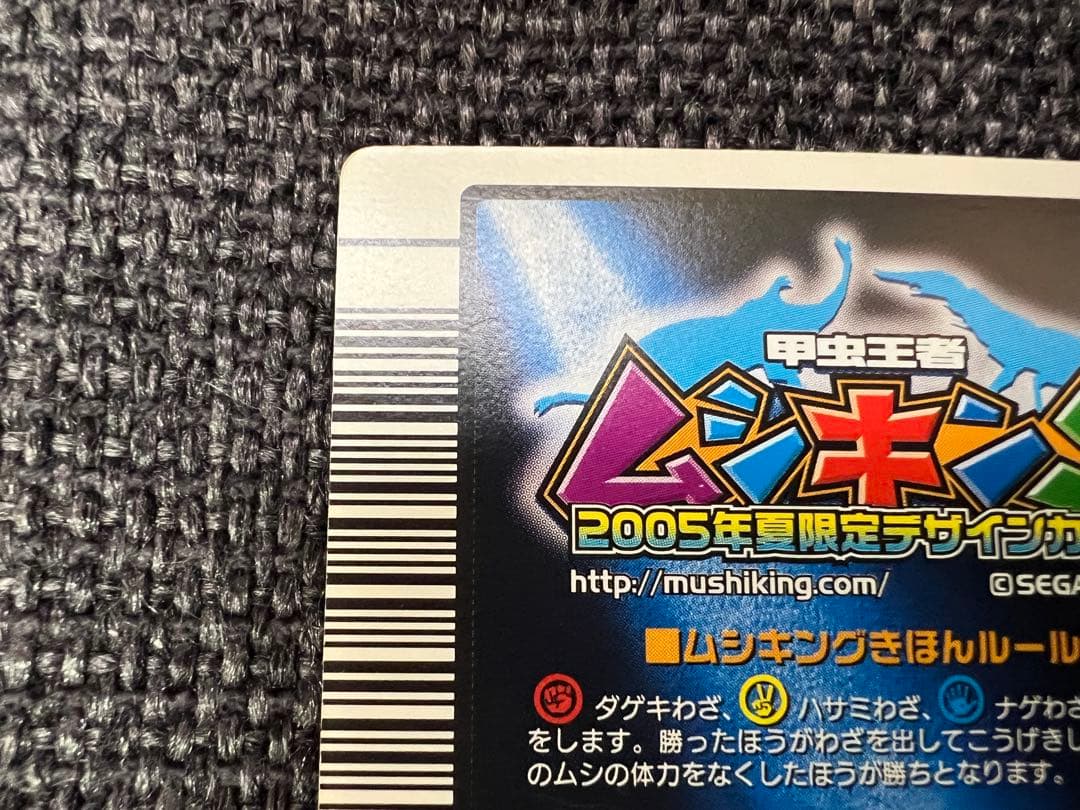 甲虫王者
ムシキン
2005年夏限定デザインカ
http://mushiking.com/ ©SEGA
■ムシキングきほんルール
ダゲキわざ、 ハサミわざ、 ナゲわざ
をします。勝ったほうがわざを出してこうげきし
のムシの体力をなくしたほうが勝ちとなります。